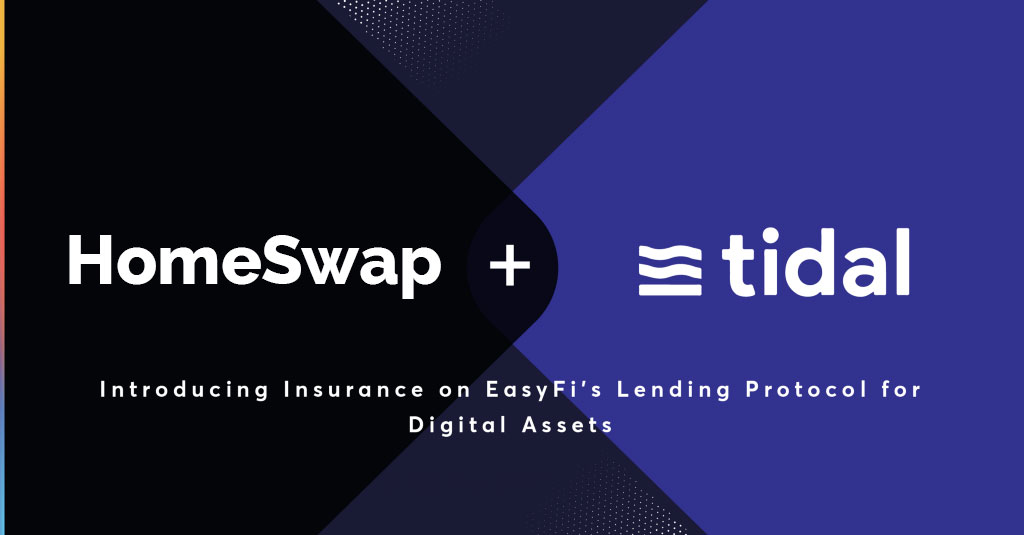 HomeSwap + tidal
Introducing Insurance on EasyFi's Lending Protocol for
Digital Assets